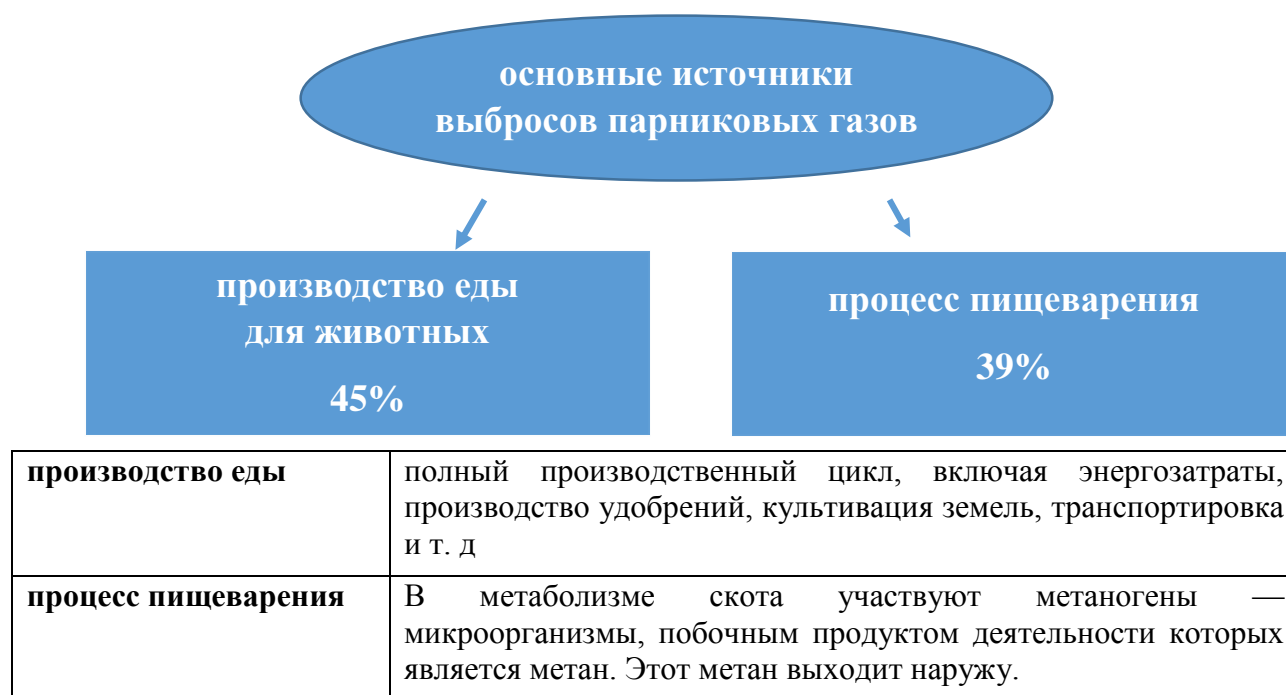 основные источники
выбросов парниковых газов
производство еды
для животных
45%
процесс пищеварения
39%
производство еды
полный производственный цикл, включая энергозатраты,
производство удобрений, культивация земель, транспортировка
и т. д
процесс пищеварения
В метаболизме скота участвуют метаногены —
микроорганизмы, побочным продуктом деятельности которых
является метан. Этот метан выходит наружу.